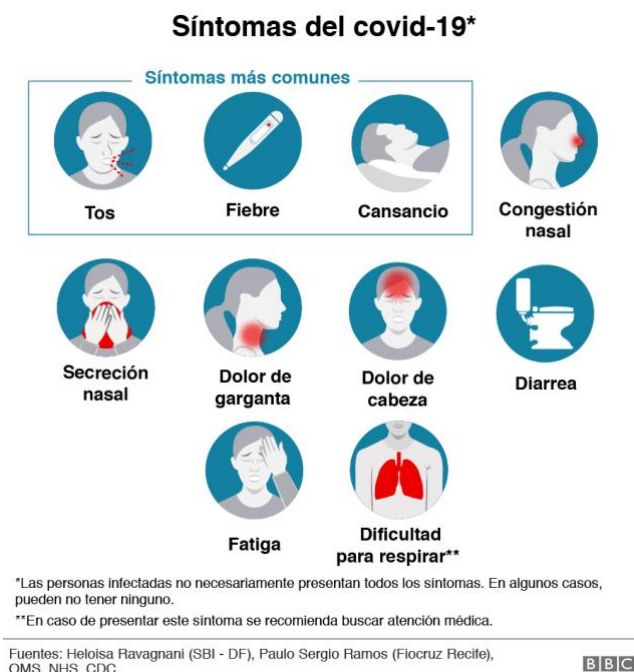 Síntomas del covid-19*
Síntomas más comunes
Tos
Fiebre
Cansancio
Congestión
nasal
Secreción
nasal
Dolor de
garganta
Dolor de
cabeza
Diarrea
Fatiga
Dificultad
para respirar**
*Las personas infectadas no necesariamente presentan todos los síntomas. En algunos casos,
pueden no tener ninguno.
**En caso de presentar este síntoma se recomienda buscar atención médica.
Fuentes: Heloisa Ravagnani (SBI - DF), Paulo Sergio Ramos (Fiocruz Recife),
OMS, NHS, CDC
BBC